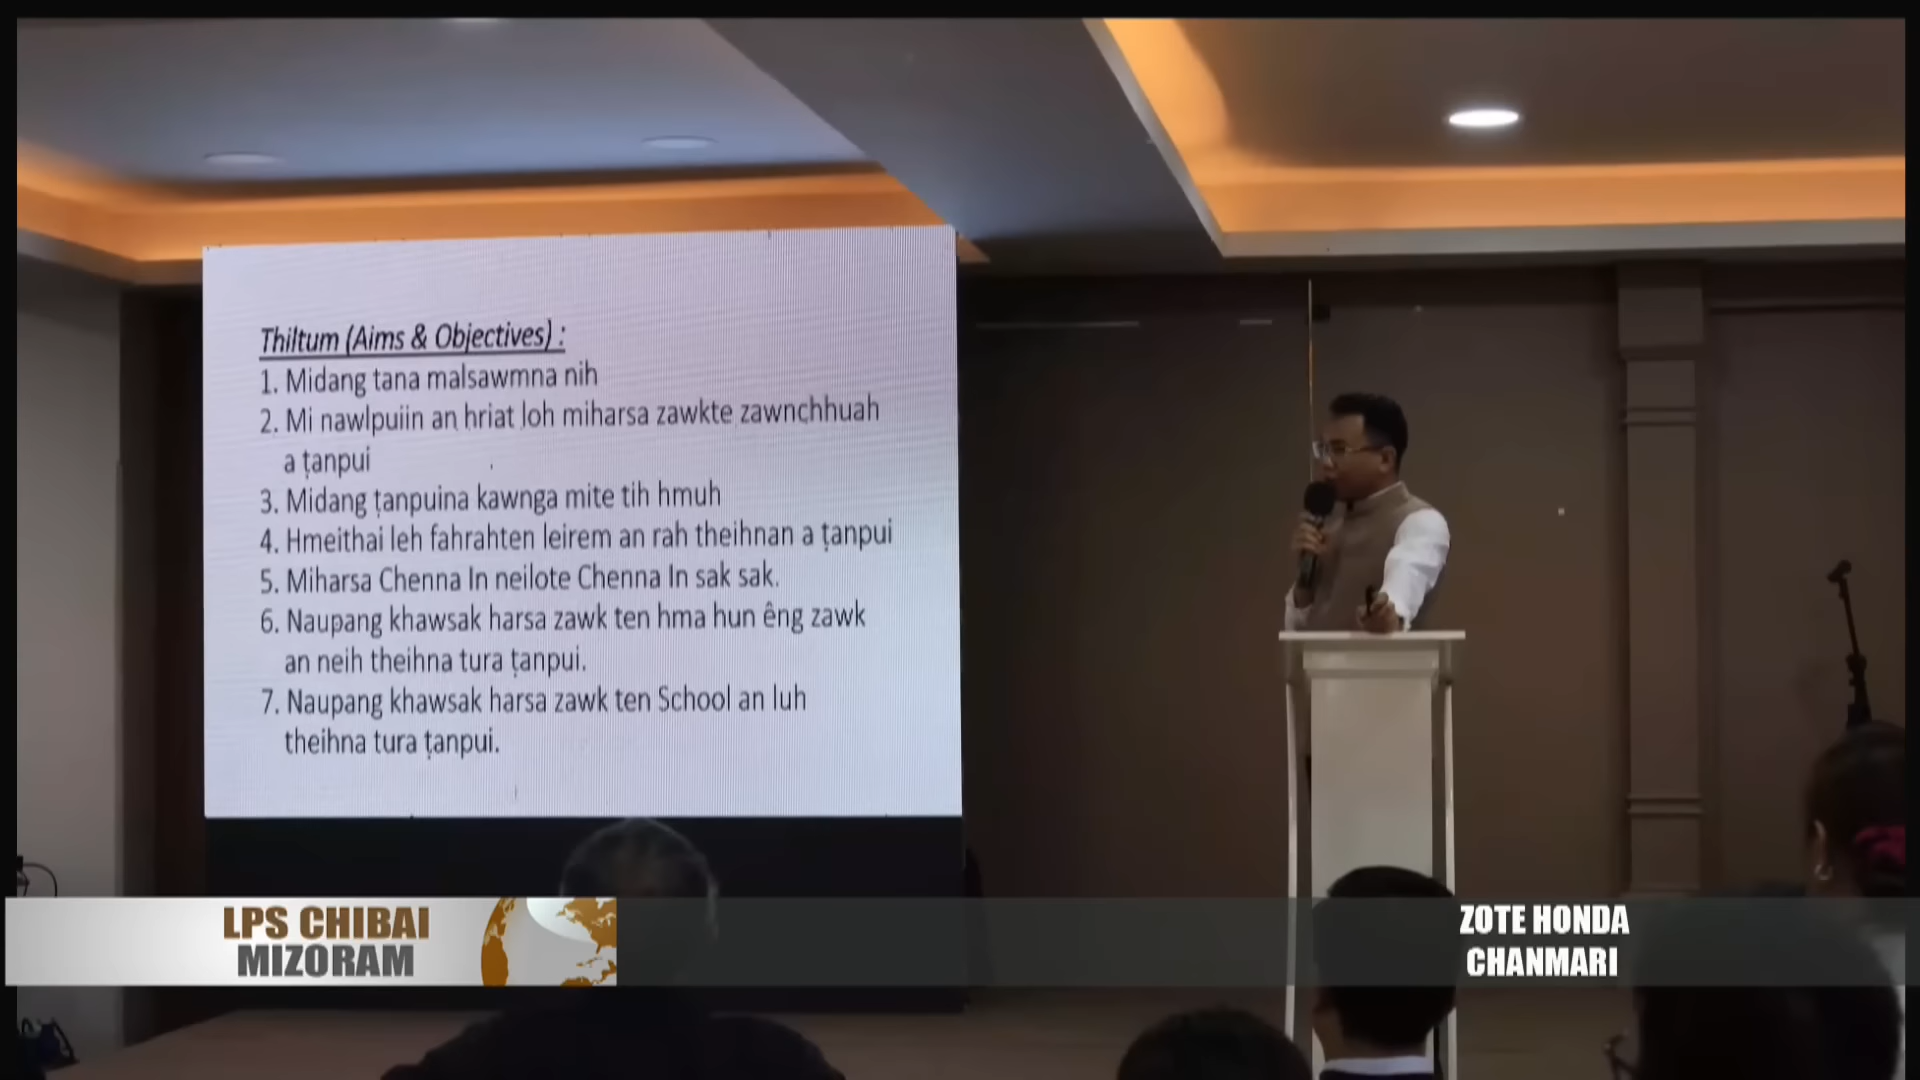 Thiltum (Aims & Objectives) :
1. Midang tana malsawmna nih
2. Mi nawlpuiin an hriat loh miharsa zawkte zawnchhuah
a ṭanpui
3. Midang ṭanpuina kawnga mite tih hmuh
4. Hmeithai leh fahrahten leirem an rah theihnan a ṭanpui
5. Miharsa Chenna In neilote Chenna In sak sak.
6. Naupang khawsak harsa zawk ten hma hun êng zawk
an neih theihna tura ṭanpui.
7. Naupang khawsak harsa zawk ten School an luh
theihna tura ṭanpui.
LPS CHIBAI
MIZORAM
ZOTE HONDA
CHANMARI